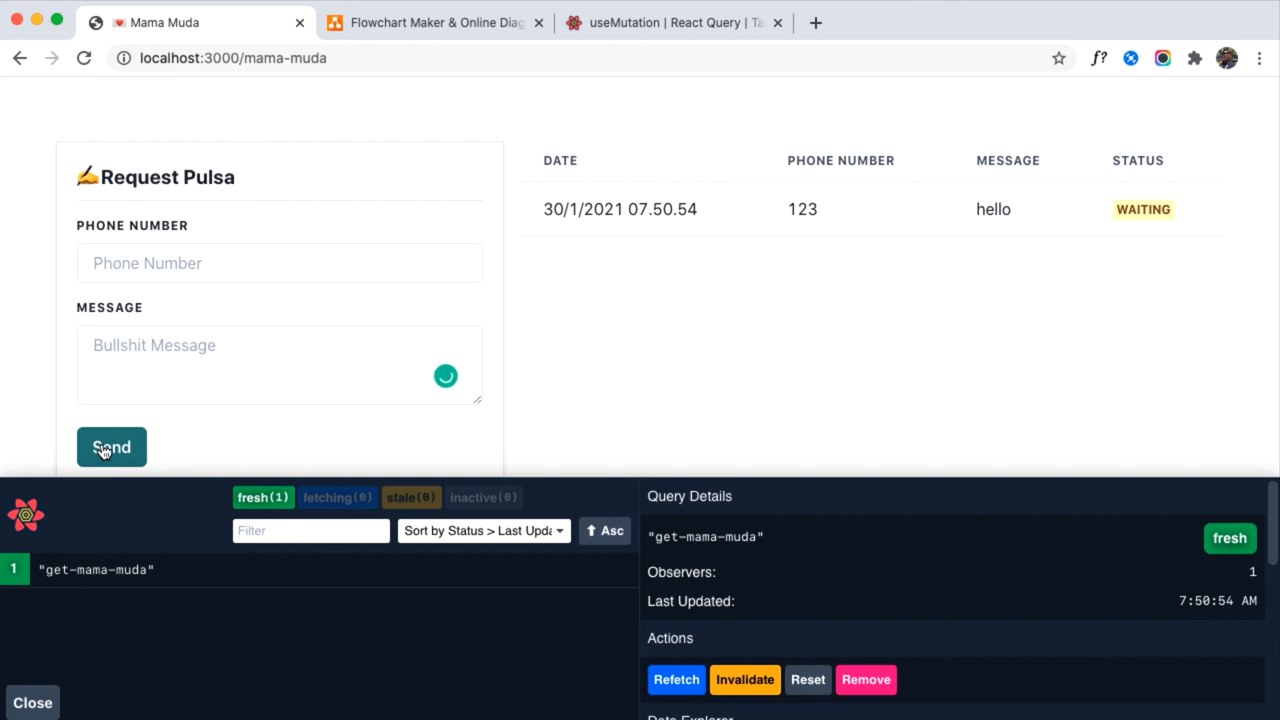 💌 Mama Muda
Flowchart Maker & Online Diag
useMutation | React Query | Ta
localhost:3000/mama-muda
f?
✍️Request Pulsa
PHONE NUMBER
Phone Number
MESSAGE
Bullshit Message
Send
DATE PHONE NUMBER MESSAGE STATUS
30/1/2021 07.50.54 123 hello WAITING
fresh(1) fetching(0) stale(0) inactive(0)
Filter Sort by Status > Last Upda ⬆ Asc
1 "get-mama-muda"
Close
Query Details
"get-mama-muda" fresh
Observers: 1
Last Updated: 7:50:54 AM
Actions
Refetch Invalidate Reset Remove
Data Explorer